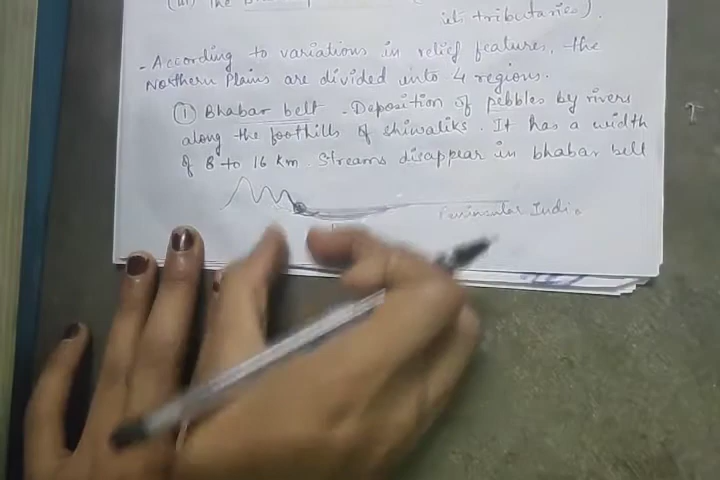 (iii) The
its tributaries).
- According to variations in relief features, the
Northern Plains are divided into 4 regions.
① Bhabar belt - Deposition of pebbles by rivers
along the foothills of shiwaliks. It has a width
of 8 to 16 km. Streams disappear in bhabar belt
Peninsular India